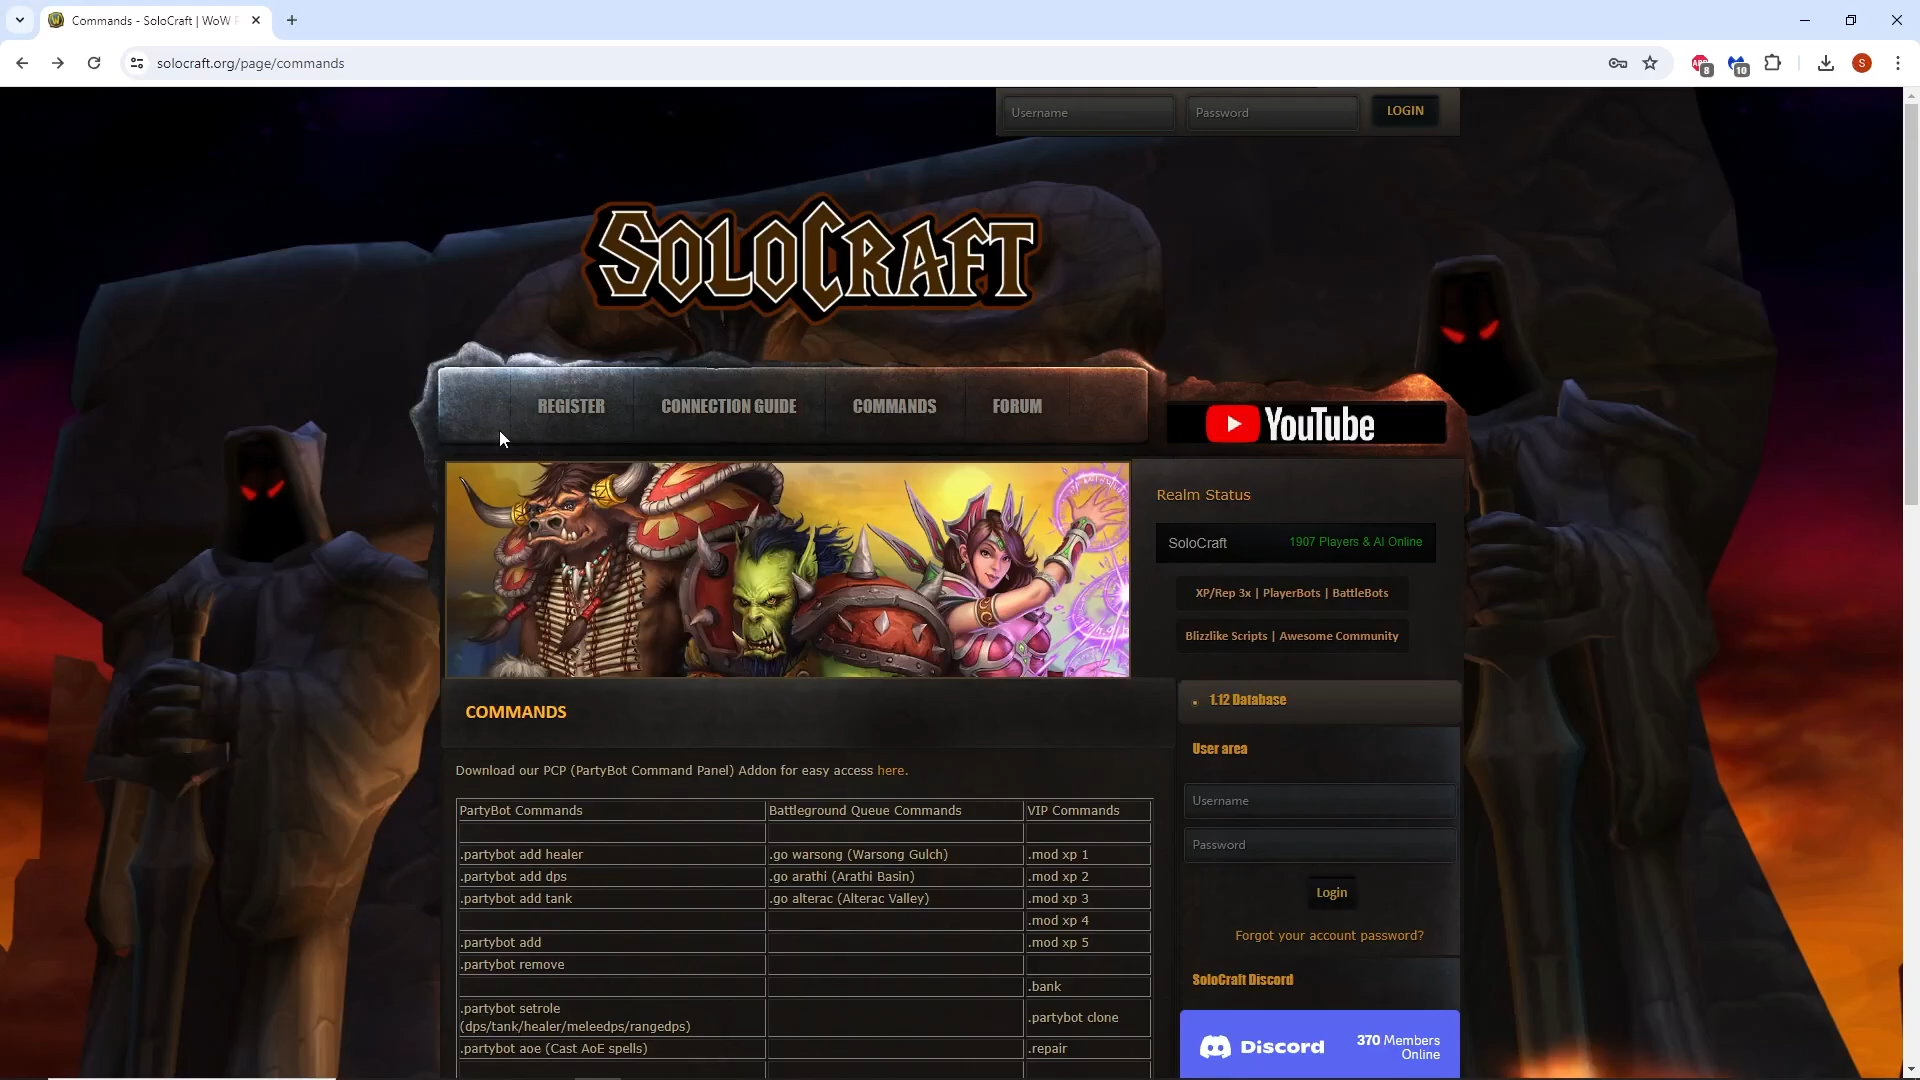 Commands - SoloCraft | WoW
solocraft.org/page/commands
8
10
S
Username
Password
LOGIN
SOLOCRAFT
REGISTER
CONNECTION GUIDE
COMMANDS
FORUM
YouTube
Realm Status
SoloCraft
1907 Players & AI Online
XP/Rep 3x | PlayerBots | BattleBots
Blizzlike Scripts | Awesome Community
COMMANDS
Download our PCP (PartyBot Command Panel) Addon for easy access here.
PartyBot Commands
Battleground Queue Commands
VIP Commands
.partybot add healer
.go warsong (Warsong Gulch)
.mod xp 1
.partybot add dps
.go arathi (Arathi Basin)
.mod xp 2
.partybot add tank
.go alterac (Alterac Valley)
.mod xp 3
.mod xp 4
.partybot add
.mod xp 5
.partybot remove
.bank
.partybot setrole
(dps/tank/healer/meleedps/rangedps)
.partybot clone
.partybot aoe (Cast AoE spells)
.repair
1.12 Database
User area
Username
Password
Login
Forgot your account password?
SoloCraft Discord
Discord
370 Members
Online